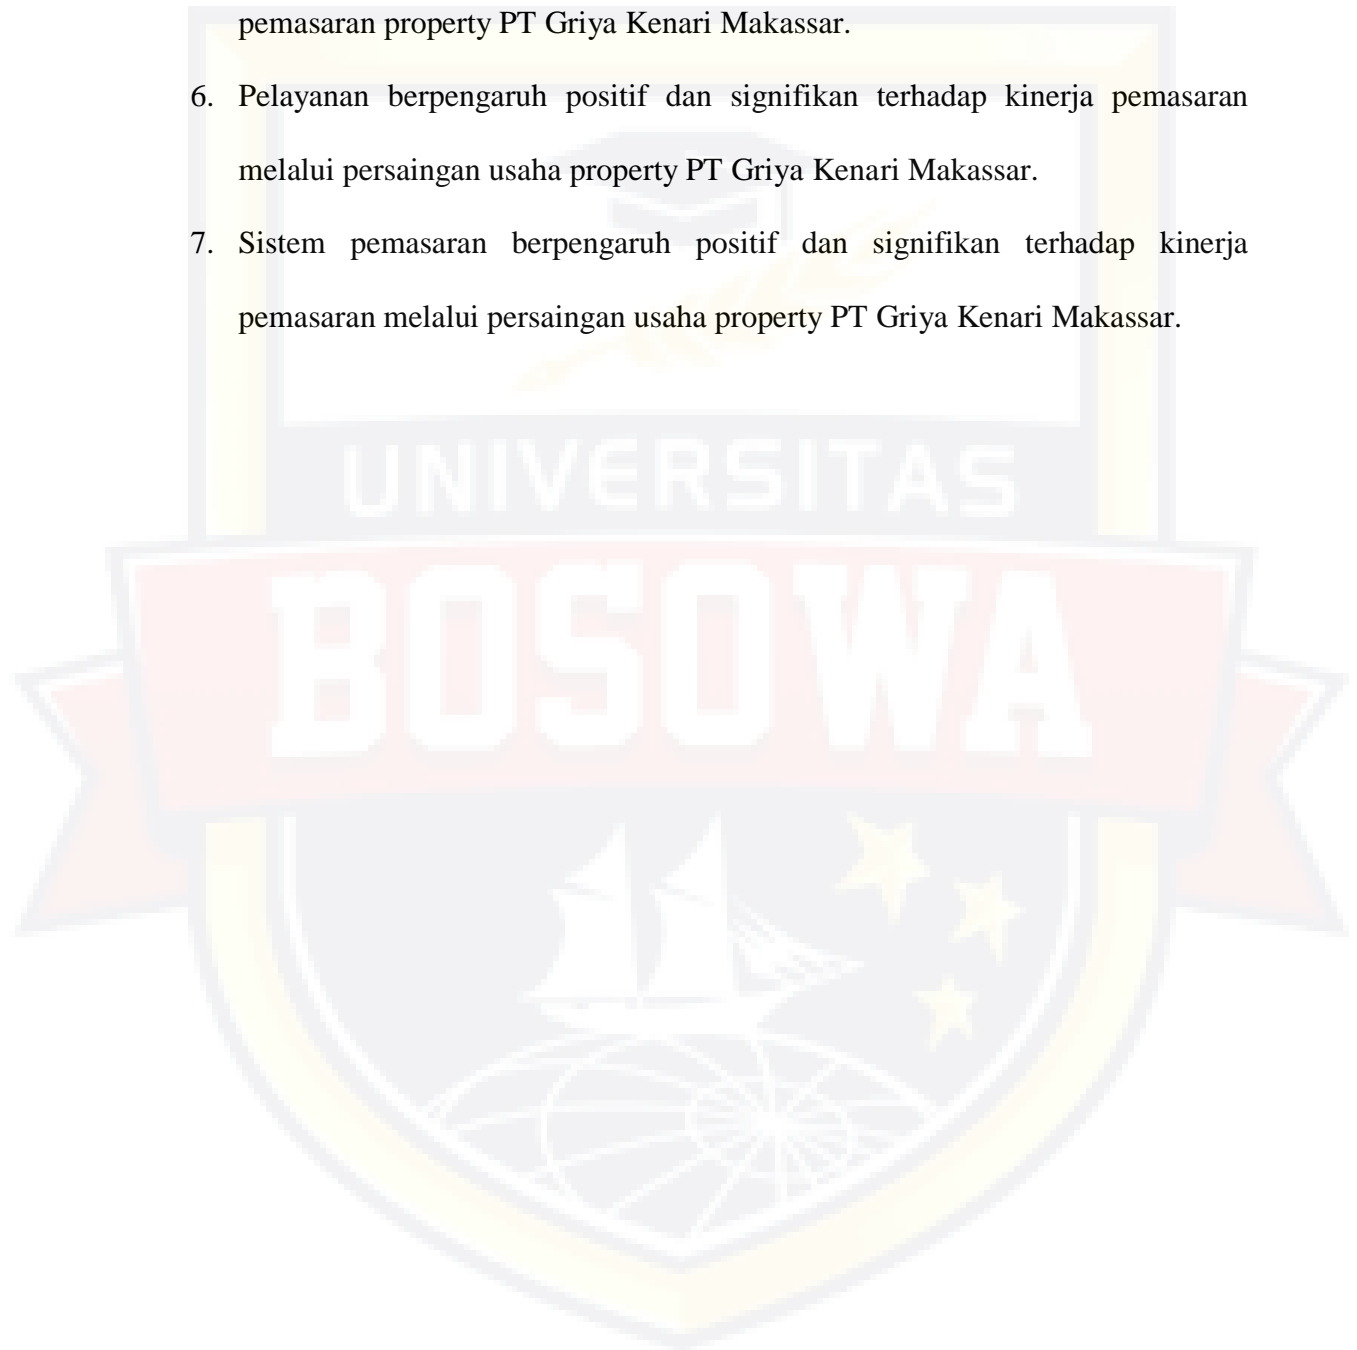 pemasaran property PT Griya Kenari Makassar.
6. Pelayanan berpengaruh positif dan signifikan terhadap kinerja pemasaran
melalui persaingan usaha property PT Griya Kenari Makassar.
7. Sistem pemasaran berpengaruh positif dan signifikan terhadap kinerja
pemasaran melalui persaingan usaha property PT Griya Kenari Makassar.
UNIVERSITAS
BOSOWA